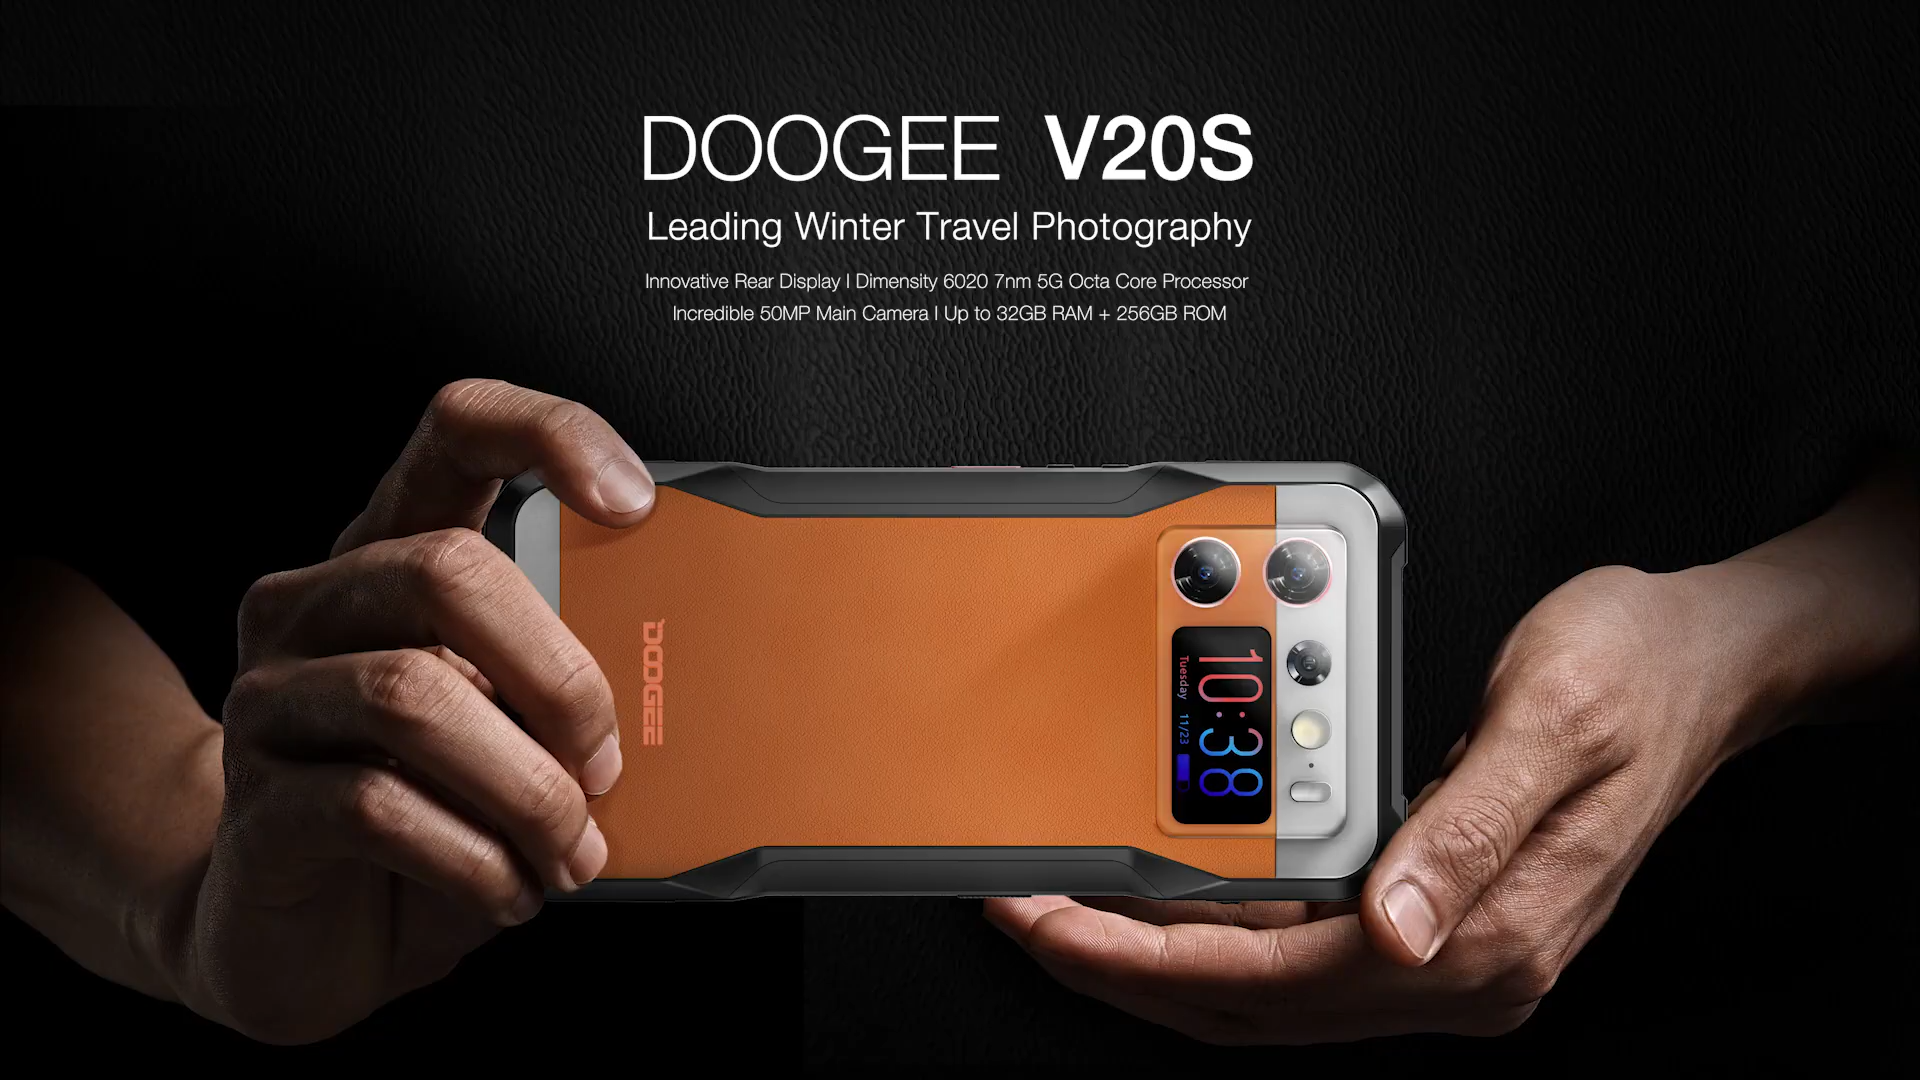 DOOGEE V20S
Leading Winter Travel Photography
Innovative Rear Display | Dimensity 6020 7nm 5G Octa Core Processor
Incredible 50MP Main Camera | Up to 32GB RAM + 256GB ROM
DOOGEE
10:38
Tuesday 11/23